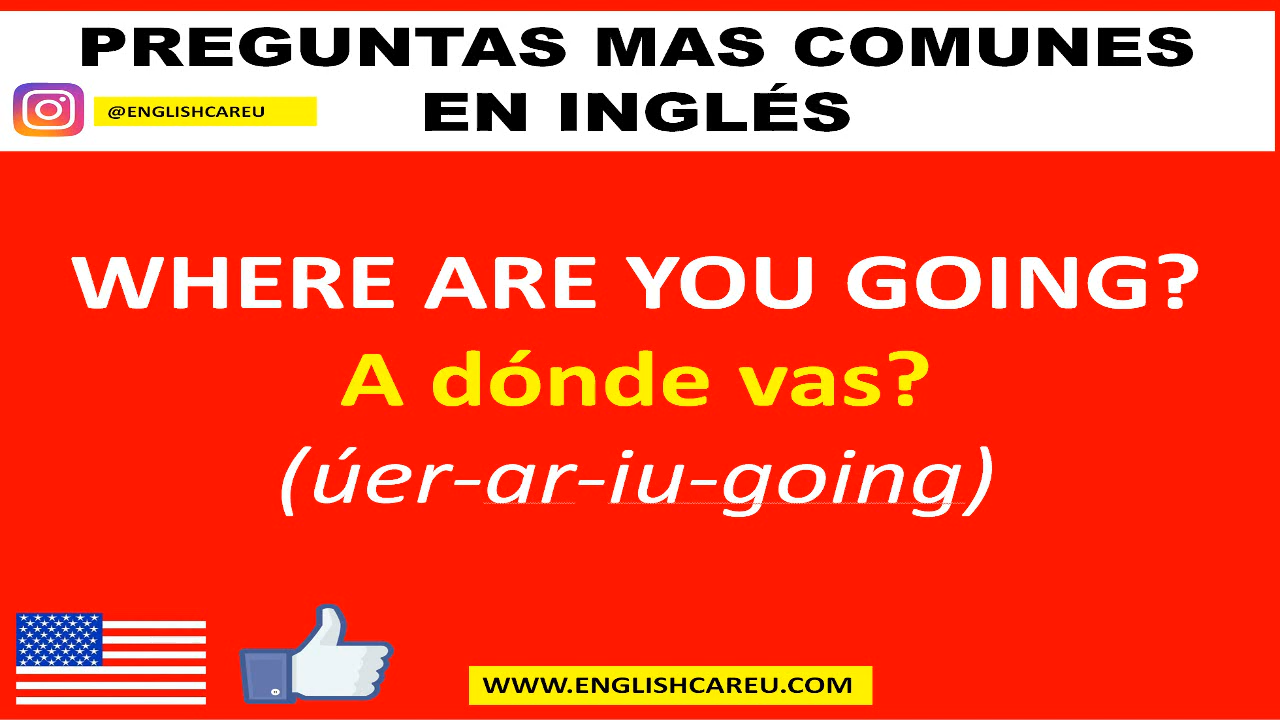 PREGUNTAS MAS COMUNES
EN INGLÉS
@ENGLISHCAREU
WHERE ARE YOU GOING?
A dónde vas?
(úer-ar-iu-going)
WWW.ENGLISHCAREU.COM